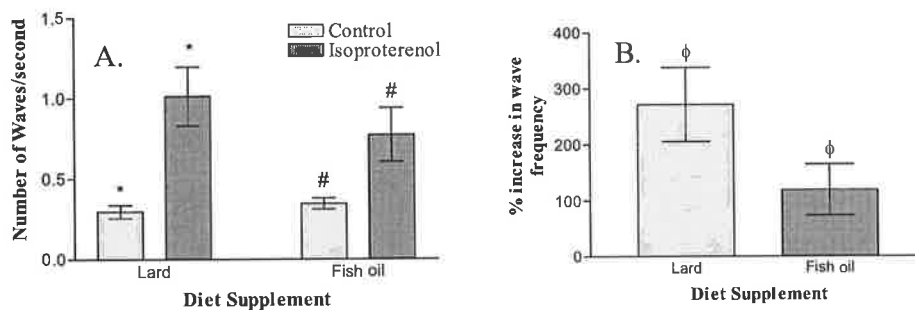 A.
Number of Waves/second
1.5
1.0
0.5
0.0
Control
Isoproterenol
*
*
#
#
Lard
Fish oil
Diet Supplement
B.
% increase in wave
frequency
400
300
200
100
0
ϕ
ϕ
Lard
Fish oil
Diet Supplement